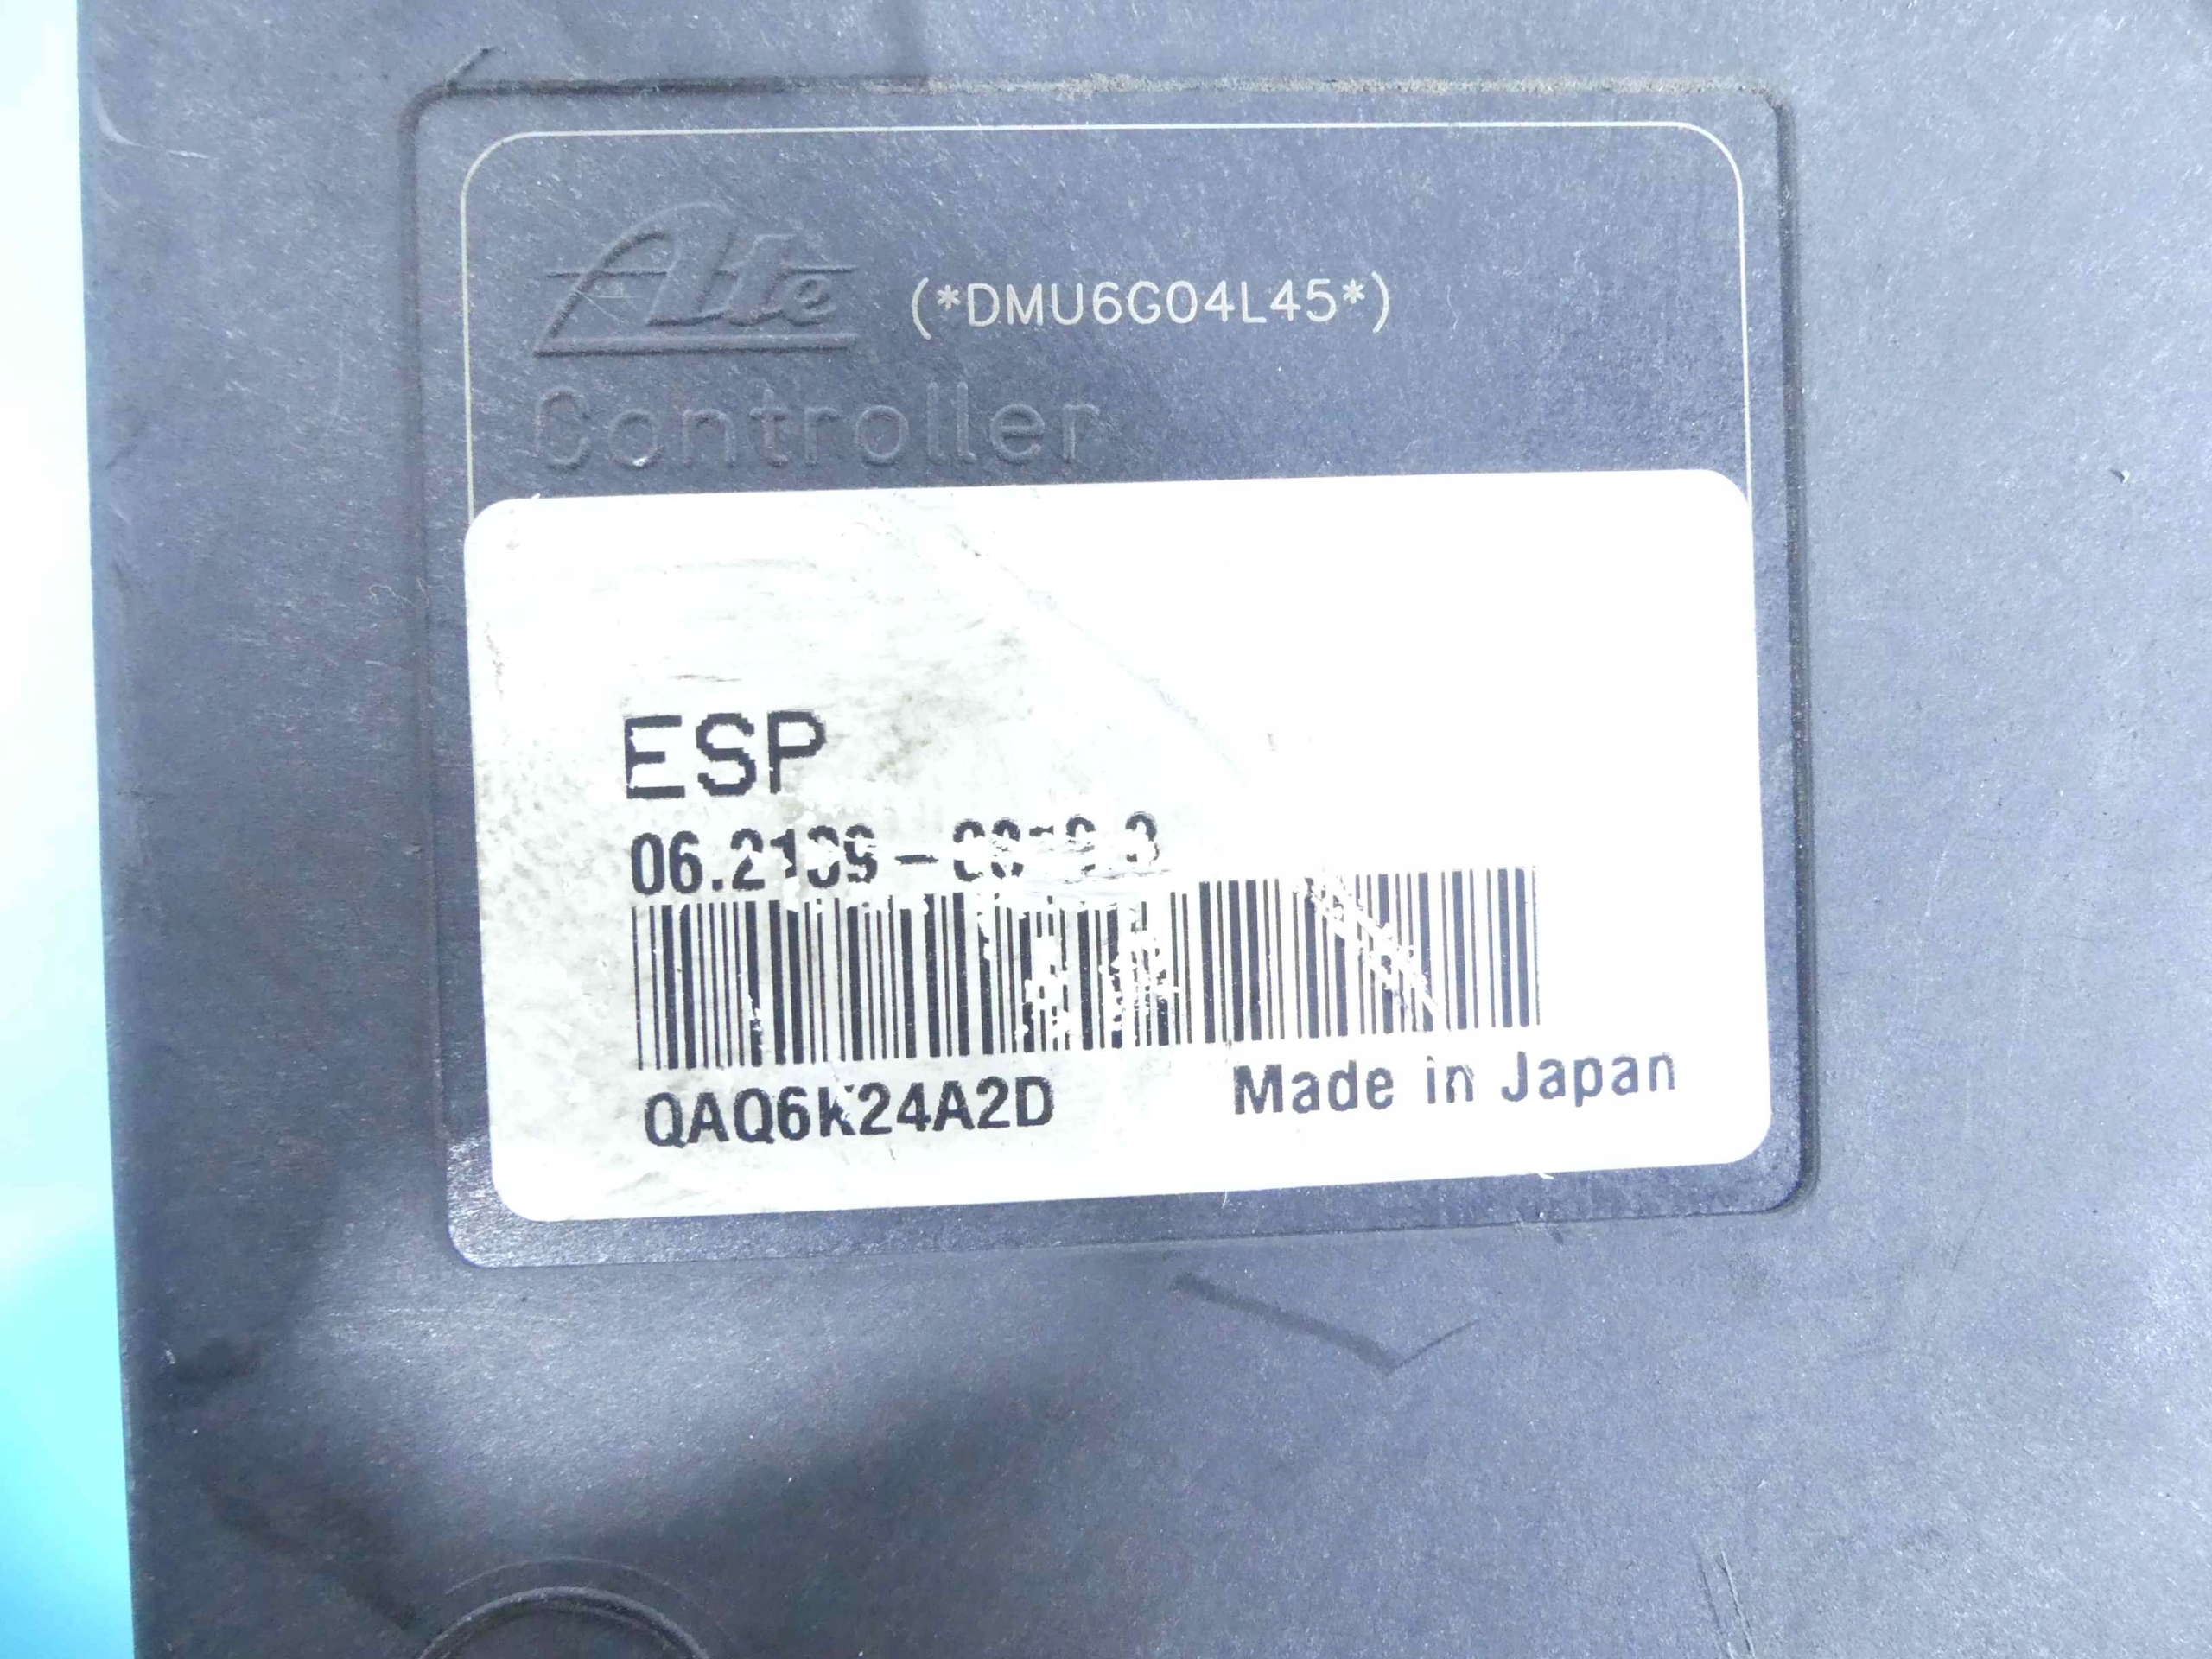 Ate (*DMU6G04L45*)
Controller
ESP
QAQ6K24A2D
Made in Japan